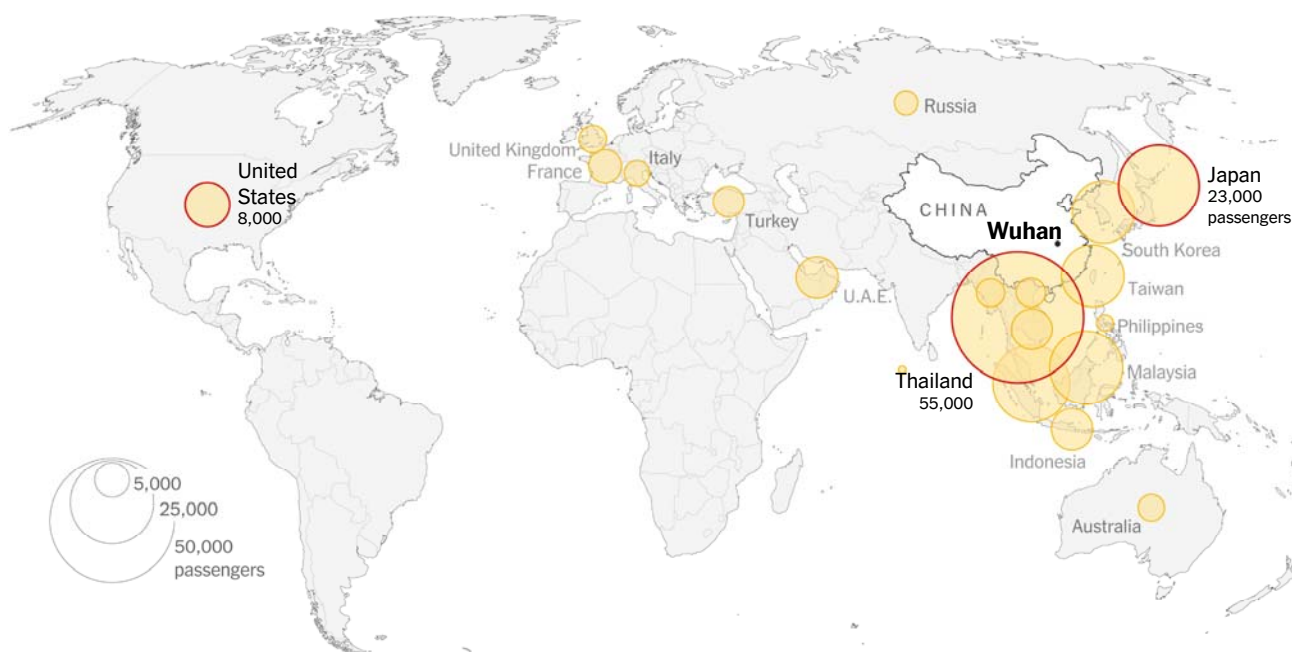 Russia
United Kingdom
France
Italy
United
States
8,000
Turkey
CHINA
Wuhan
Japan
23,000
passengers
South Korea
U.A.E.
Taiwan
Philippines
Thailand
55,000
Malaysia
Indonesia
Australia
5,000
25,000
50,000
passengers